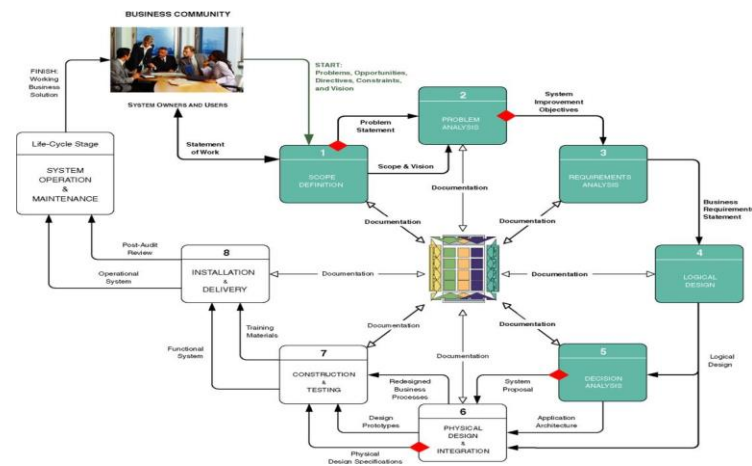 BUSINESS COMMUNITY
SYSTEM OWNERS AND USERS
FINISH:
Working
Business
Solution
START:
Problems, Opportunities,
Directives, Constraints,
and Vision
Statement
of Work
Problem
Statement
Scope & Vision
1
SCOPE
DEFINITION
2
PROBLEM
ANALYSIS
System
Improvement
Objectives
3
REQUIREMENTS
ANALYSIS
Business
Requirements
Statement
4
LOGICAL
DESIGN
Logical
Design
5
DECISION
ANALYSIS
System
Proposal
Application
Architecture
6
PHYSICAL
DESIGN
&
INTEGRATION
Redesigned
Business
Processes
Design
Prototypes
Physical
Design Specifications
7
CONSTRUCTION
&
TESTING
Training
Materials
Functional
System
8
INSTALLATION
&
DELIVERY
Post-Audit
Review
Operational
System
Life-Cycle Stage
SYSTEM
OPERATION
&
MAINTENANCE
Documentation
Documentation
Documentation
Documentation
Documentation
Documentation
Documentation
Documentation